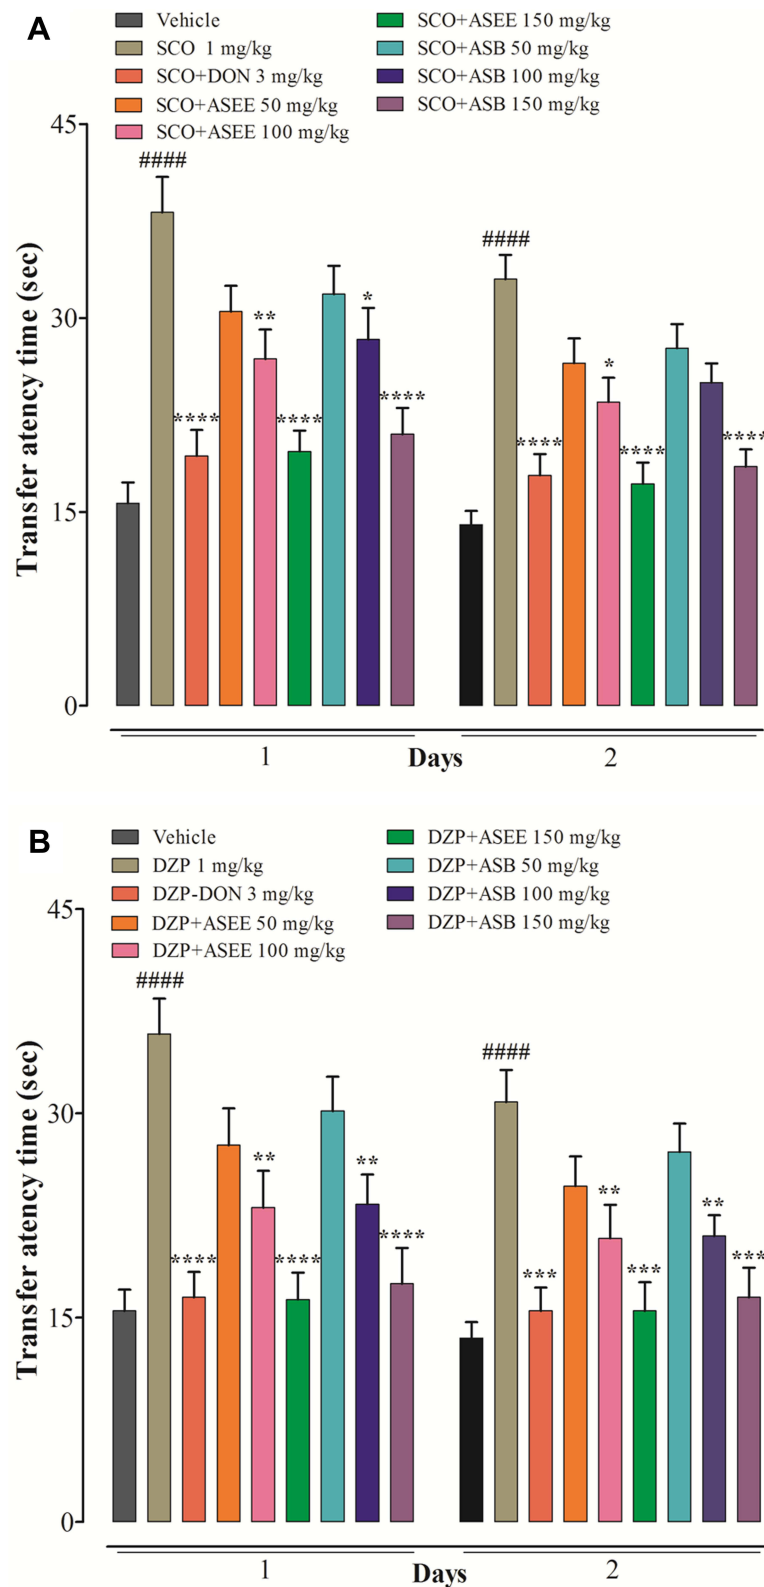 A
Vehicle
SCO 1 mg/kg
SCO+DON 3 mg/kg
SCO+ASEE 50 mg/kg
SCO+ASEE 100 mg/kg
SCO+ASEE 150 mg/kg
SCO+ASB 50 mg/kg
SCO+ASB 100 mg/kg
SCO+ASB 150 mg/kg
Transfer atency time (sec)
45
30
15
0
####
****
**
****
*
****
####
****
*
****
****
1
Days
2
B
Vehicle
DZP 1 mg/kg
DZP-DON 3 mg/kg
DZP+ASEE 50 mg/kg
DZP+ASEE 100 mg/kg
DZP+ASEE 150 mg/kg
DZP+ASB 50 mg/kg
DZP+ASB 100 mg/kg
DZP+ASB 150 mg/kg
Transfer atency time (sec)
45
30
15
0
####
****
**
****
**
****
####
***
**
***
**
***
1
Days
2